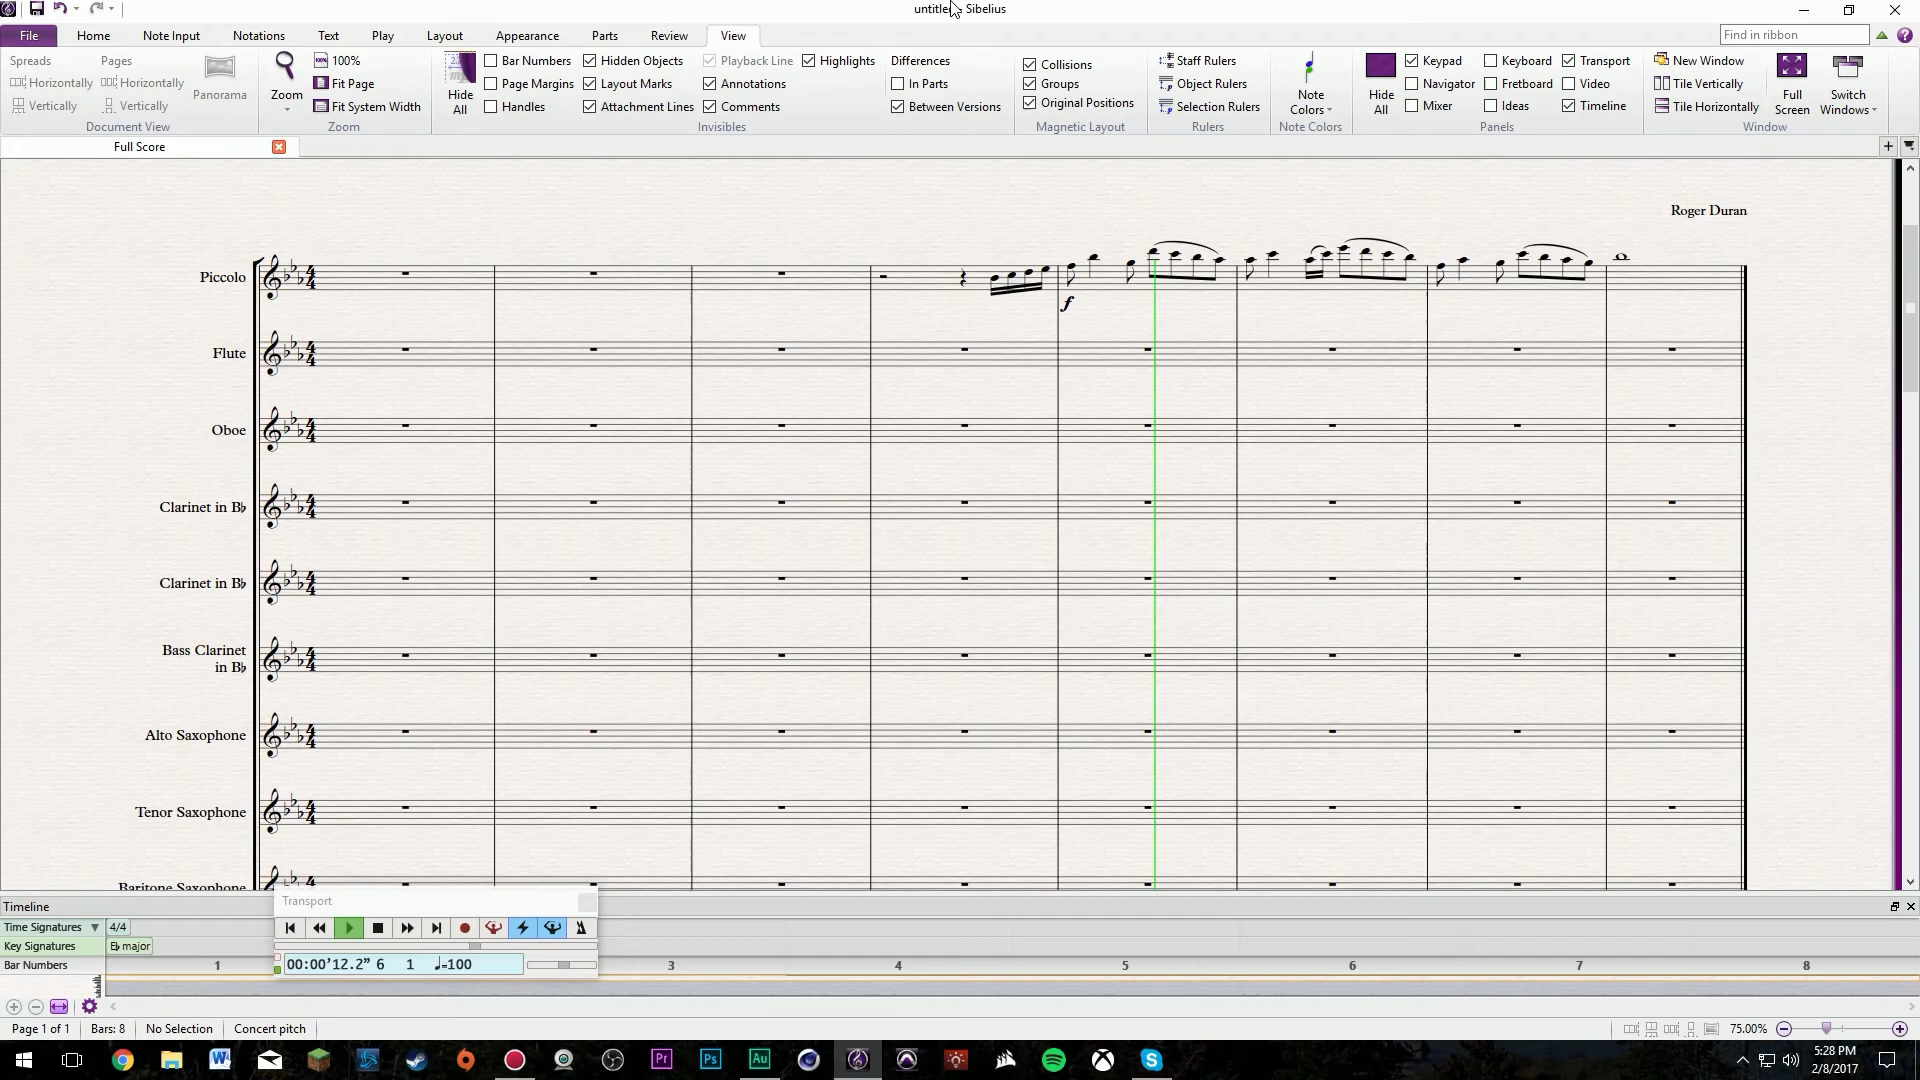 untitled - Sibelius
File Home Note Input Notations Text Play Layout Appearance Parts Review View Find in ribbon
Spreads Pages
Horizontally Horizontally
Vertically Vertically
Panorama
Document View
Zoom
100%
Fit Page
Fit System Width
Zoom
Hide All
Bar Numbers Hidden Objects Playback Line Highlights
Page Margins Layout Marks Annotations
Handles Attachment Lines Comments
Invisibles
Differences
In Parts
Between Versions
Collisions
Groups
Original Positions
Magnetic Layout
Staff Rulers
Object Rulers
Selection Rulers
Rulers
Note Colors
Note Colors
Hide All
Keypad Keyboard Transport
Navigator Fretboard Video
Mixer Ideas Timeline
Panels
New Window
Tile Vertically
Tile Horizontally
Full Screen
Switch Windows
Window
Full Score
Roger Duran
Piccolo
f
Flute
Oboe
Clarinet in B♭
Clarinet in B♭
Bass Clarinet
in B♭
Alto Saxophone
Tenor Saxophone
Baritone Saxophone
Transport
00:00'12.2" 6 1 ♩=100
Timeline
Time Signatures 4/4
Key Signatures E♭ major
Bar Numbers 1 3 4 5 6 7 8
Page 1 of 1 Bars: 8 No Selection Concert pitch 75.00%
5:28 PM
2/8/2017